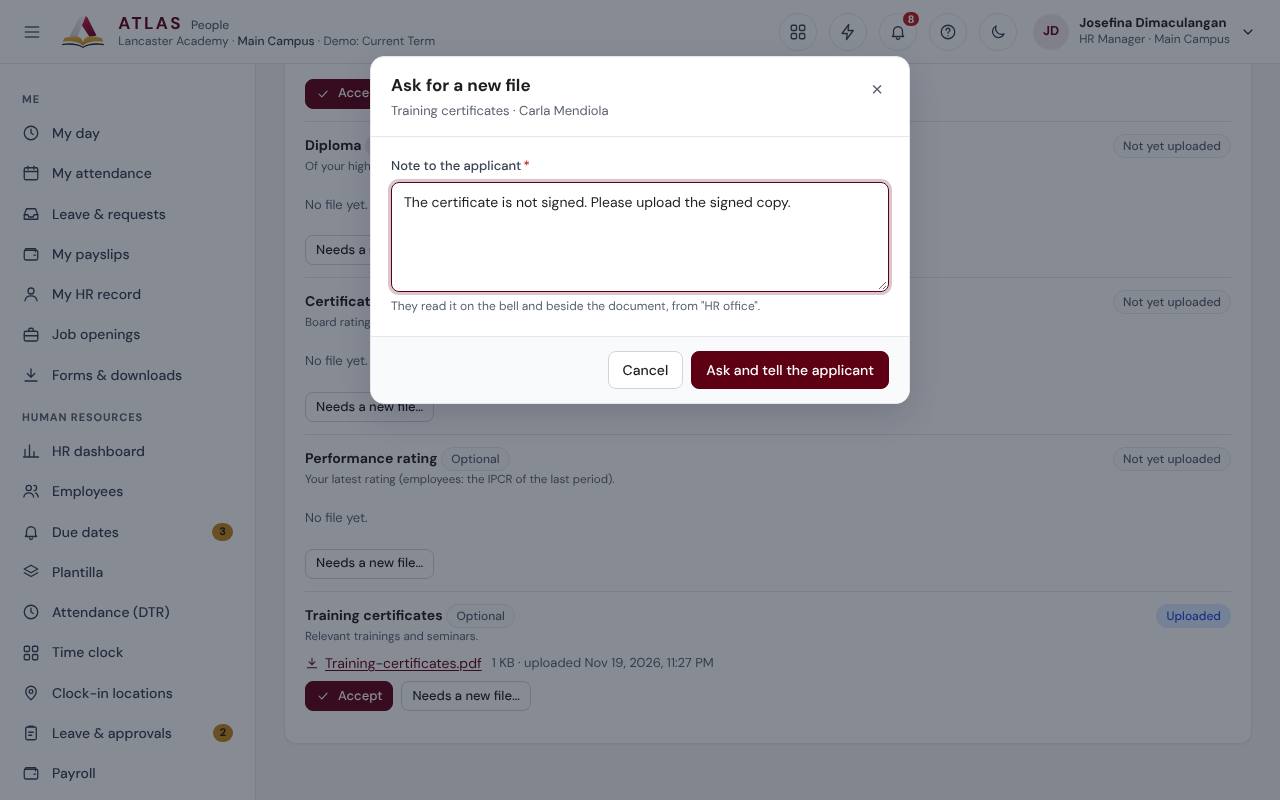 ATLAS People
Lancaster Academy · Main Campus · Demo: Current Term
8
JD
Josefina Dimaculangan
HR Manager · Main Campus
ME
My day
My attendance
Leave & requests
My payslips
My HR record
Job openings
Forms & downloads
HUMAN RESOURCES
HR dashboard
Employees
Due dates 3
Plantilla
Attendance (DTR)
Time clock
Clock-in locations
Leave & approvals 2
Payroll
Ask for a new file
Training certificates · Carla Mendiola
Note to the applicant *
The certificate is not signed. Please upload the signed copy.
They read it on the bell and beside the document, from "HR office".
Cancel
Ask and tell the applicant
Diploma
Not yet uploaded
Of your high
No file yet.
Needs a
Not yet uploaded
Board rating
No file yet.
Needs a new file...
Performance rating Optional
Not yet uploaded
Your latest rating (employees: the IPCR of the last period).
No file yet.
Needs a new file...
Training certificates Optional
Uploaded
Relevant trainings and seminars.
Training-certificates.pdf 1 KB · uploaded Nov 19, 2026, 11:27 PM
Accept
Needs a new file...